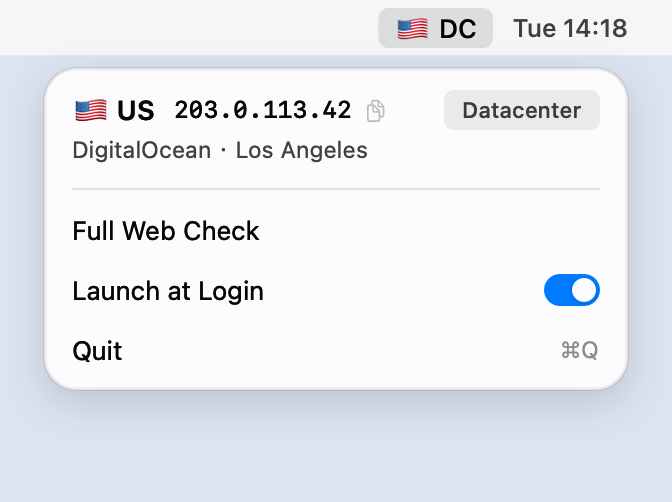 🇺🇸 DC Tue 14:18
🇺🇸 US 203.0.113.42 Datacenter
DigitalOcean · Los Angeles
Full Web Check
Launch at Login
Quit ⌘Q